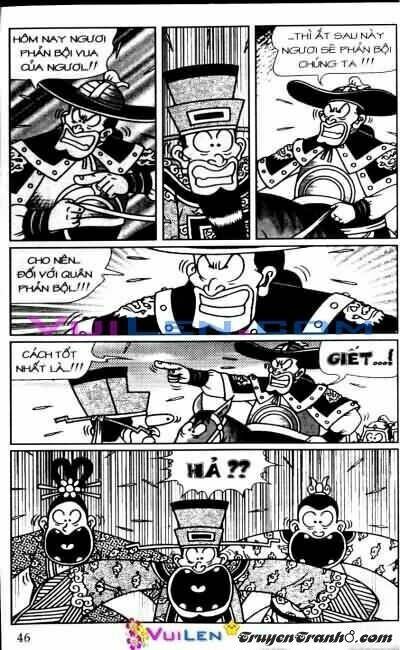 HÔM NAY NGƯƠI
PHẢN BỘI VUA
CỦA NGƯƠI..!!
..THÌ ẮT SAU NÀY
NGƯƠI SẼ PHẢN BỘI
CHÚNG TA !!!
CHO NÊN..
ĐỐI VỚI QUÂN
PHẢN BỘI..!!!
VUILEN.COM
CÁCH TỐT
NHẤT LÀ...!!!
GIẾT...!
HẢ ??
46
VUILEN
TruyenTranh8.com